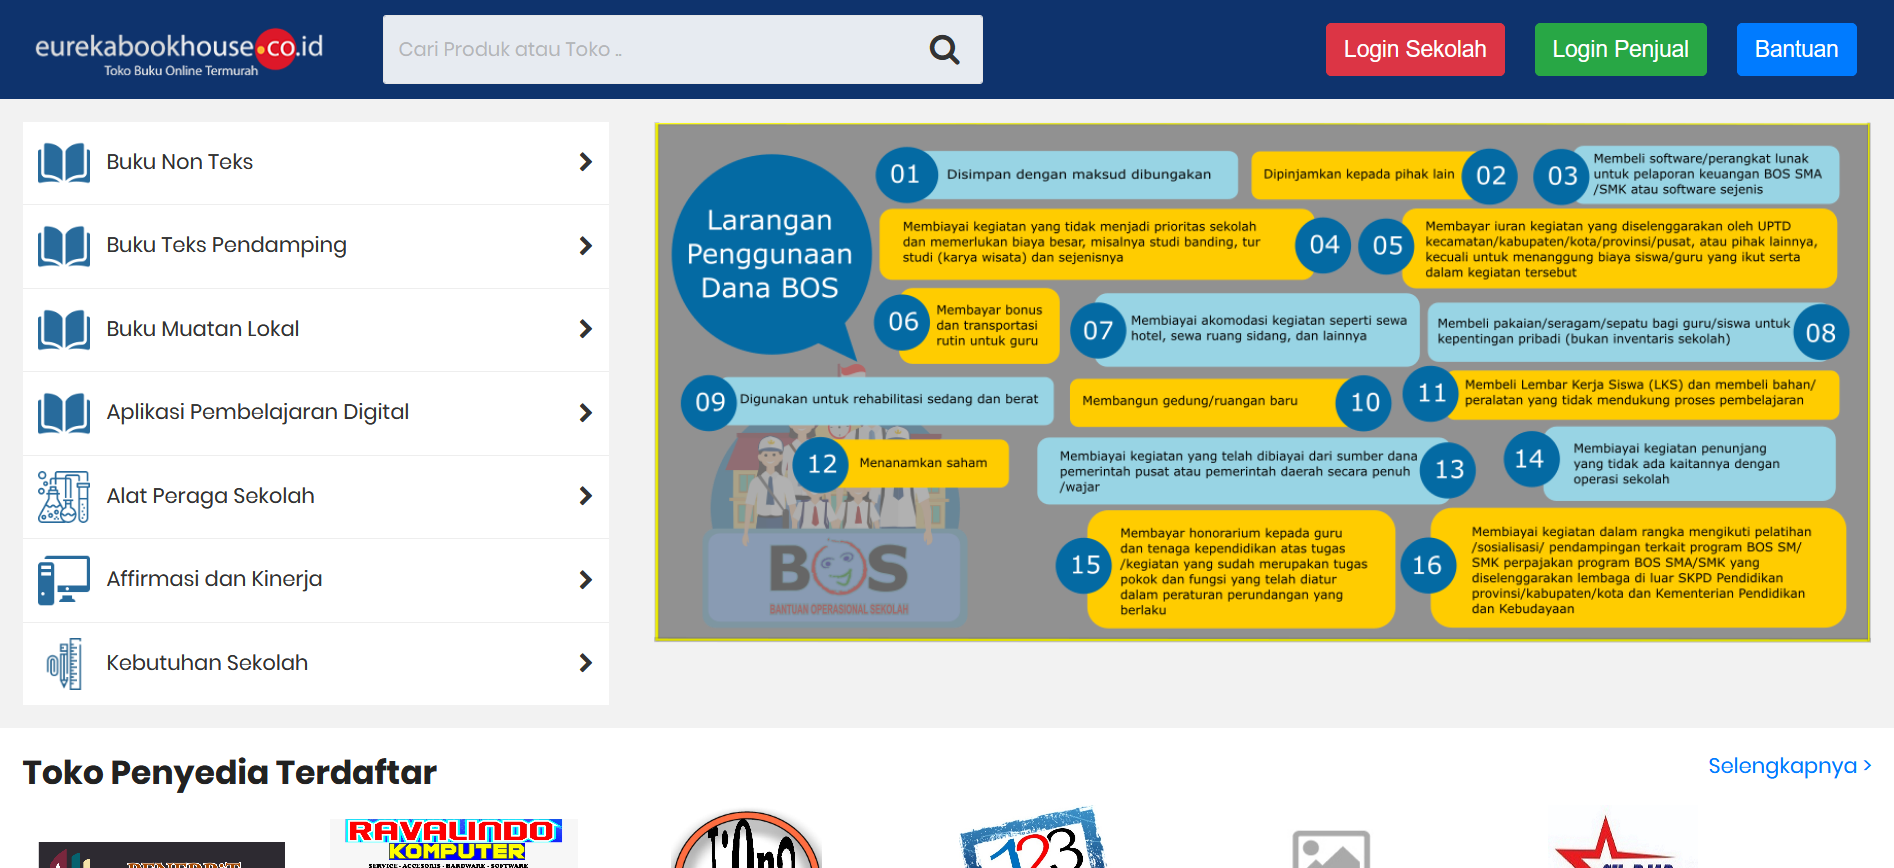 eurekabookhouse.co.id
Toko Buku Online Termurah
Cari Produk atau Toko ..
Login Sekolah
Login Penjual
Bantuan
Buku Non Teks
Buku Teks Pendamping
Buku Muatan Lokal
Aplikasi Pembelajaran Digital
Alat Peraga Sekolah
Affirmasi dan Kinerja
Kebutuhan Sekolah
Larangan
Penggunaan
Dana BOS
01
Disimpan dengan maksud dibungakan
Dipinjamkan kepada pihak lain
02
03
Membeli software/perangkat lunak
untuk pelaporan keuangan BOS SMA
/SMK atau software sejenis
Membiayai kegiatan yang tidak menjadi prioritas sekolah
dan memerlukan biaya besar, misalnya studi banding, tur
studi (karya wisata) dan sejenisnya
04
05
Membayar iuran kegiatan yang diselenggarakan oleh UPTD
kecamatan/kabupaten/kota/provinsi/pusat, atau pihak lainnya,
kecuali untuk menanggung biaya siswa/guru yang ikut serta
dalam kegiatan tersebut
06
Membayar bonus
dan transportasi
rutin untuk guru
07
Membiayai akomodasi kegiatan seperti sewa
hotel, sewa ruang sidang, dan lainnya
Membeli pakaian/seragam/sepatu bagi guru/siswa untuk
kepentingan pribadi (bukan inventaris sekolah)
08
09
Digunakan untuk rehabilitasi sedang dan berat
Membangun gedung/ruangan baru
10
11
Membeli Lembar Kerja Siswa (LKS) dan membeli bahan/
peralatan yang tidak mendukung proses pembelajaran
12
Menanamkan saham
Membiayai kegiatan yang telah dibiayai dari sumber dana
pemerintah pusat atau pemerintah daerah secara penuh
/wajar
13
14
Membiayai kegiatan penunjang
yang tidak ada kaitannya dengan
operasi sekolah
15
Membayar honorarium kepada guru
dan tenaga kependidikan atas tugas
/kegiatan yang sudah merupakan tugas
pokok dan fungsi yang telah diatur
dalam peraturan perundangan yang
berlaku
16
Membiayai kegiatan dalam rangka mengikuti pelatihan
/sosialisasi/ pendampingan terkait program BOS SM/
SMK perpajakan program BOS SMA/SMK yang
diselenggarakan lembaga di luar SKPD Pendidikan
provinsi/kabupaten/kota dan Kementerian Pendidikan
dan Kebudayaan
BOS
BANTUAN OPERASIONAL SEKOLAH
Toko Penyedia Terdaftar
Selengkapnya >
RAVALINDO
KOMPUTER
SERVICE - ACCESORIS - HARDWARE - SOFTWARE
123